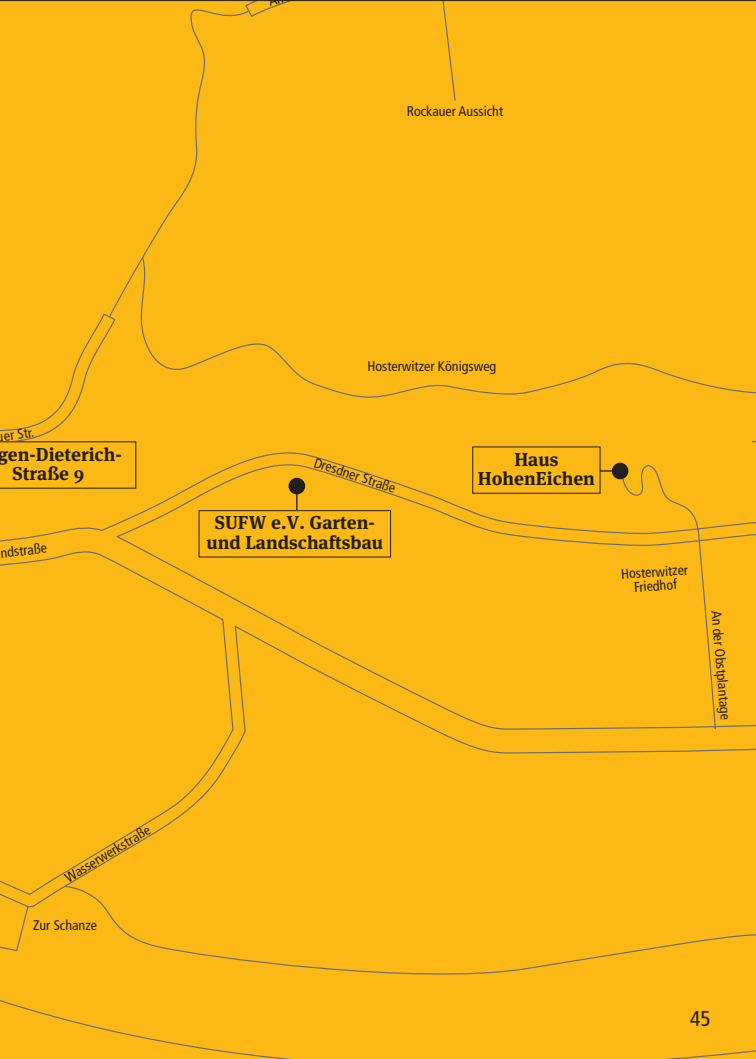 Rockauer Aussicht
Hosterwitzer Königsweg
uer Str.
gen-Dieterich-
Straße 9
Dresdner Straße
Haus
HohenEichen
SUFW e.V. Garten-
und Landschaftsbau
ndstraße
Hosterwitzer
Friedhof
An der Obstplantage
Wasserwerkstraße
Zur Schanze
45